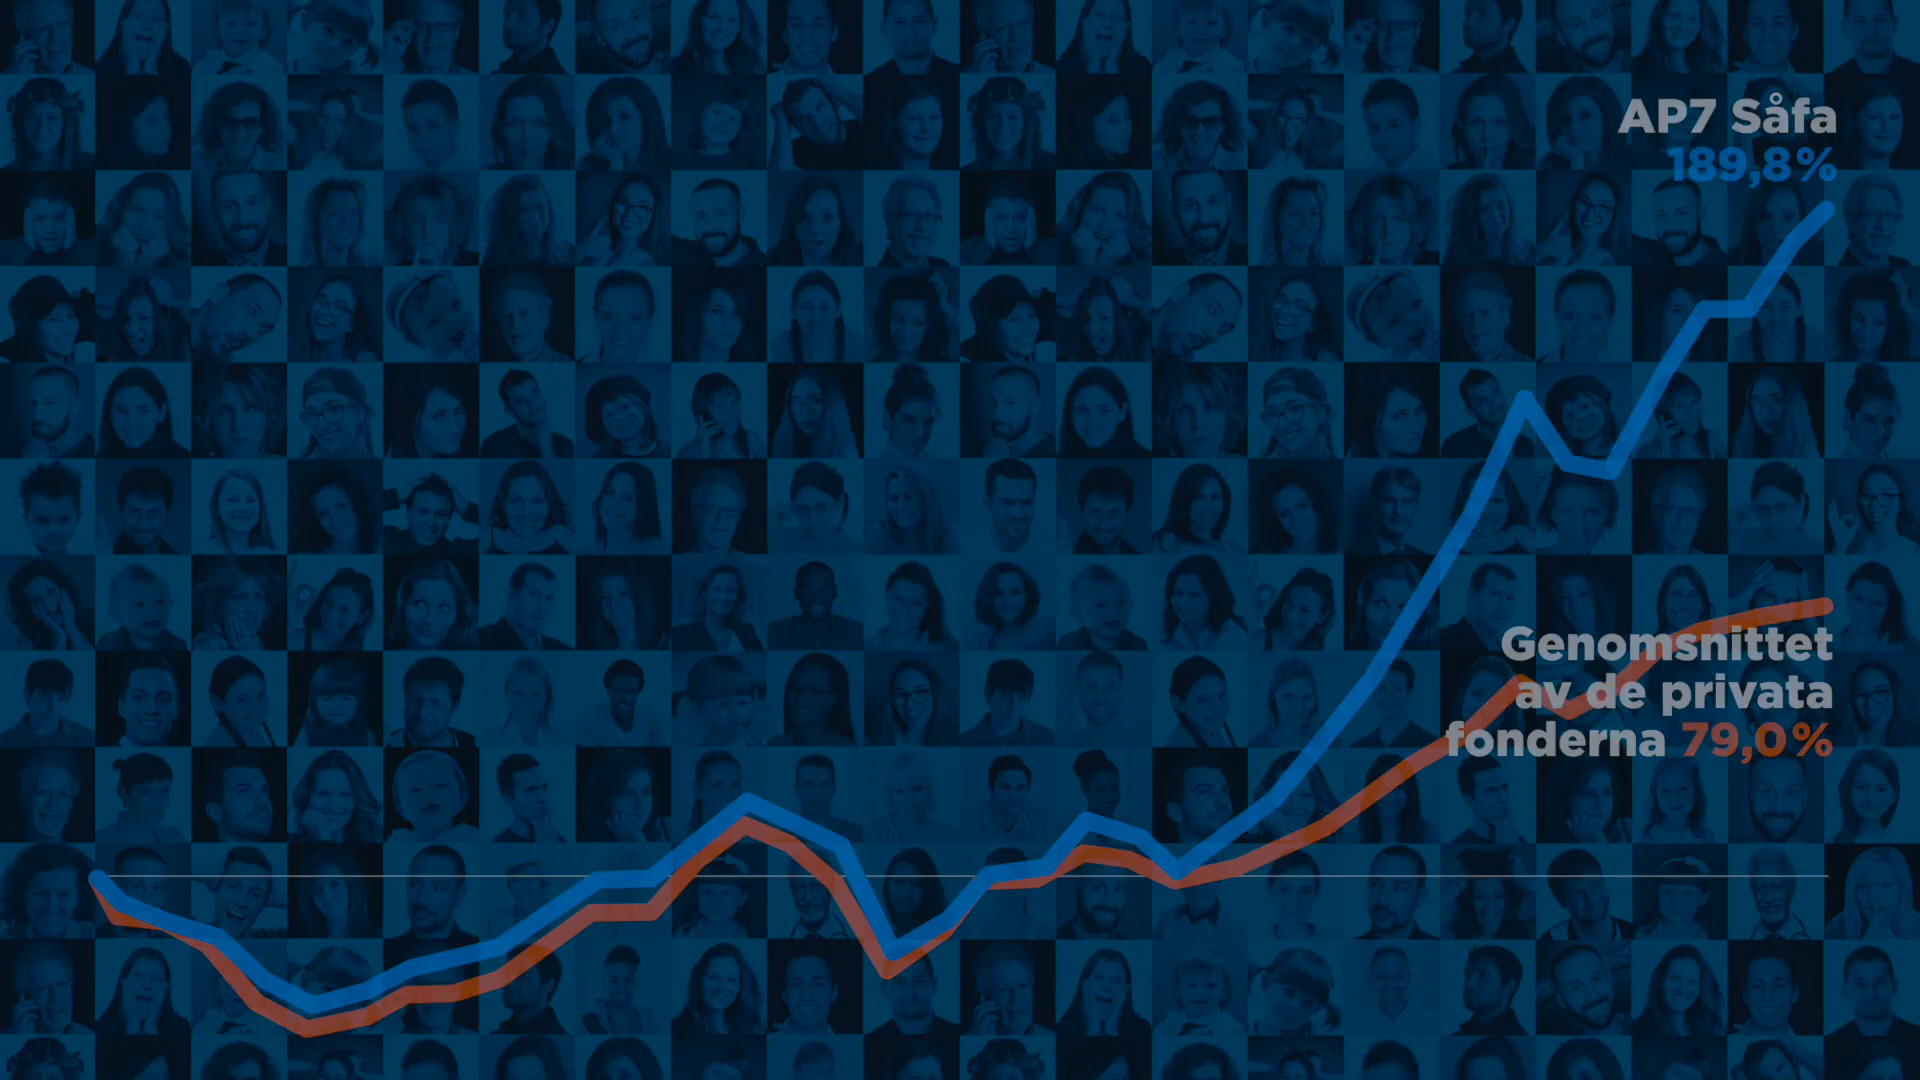 AP7 Såfa
189,8%
Genomsnittet
av de privata
fonderna 79,0%